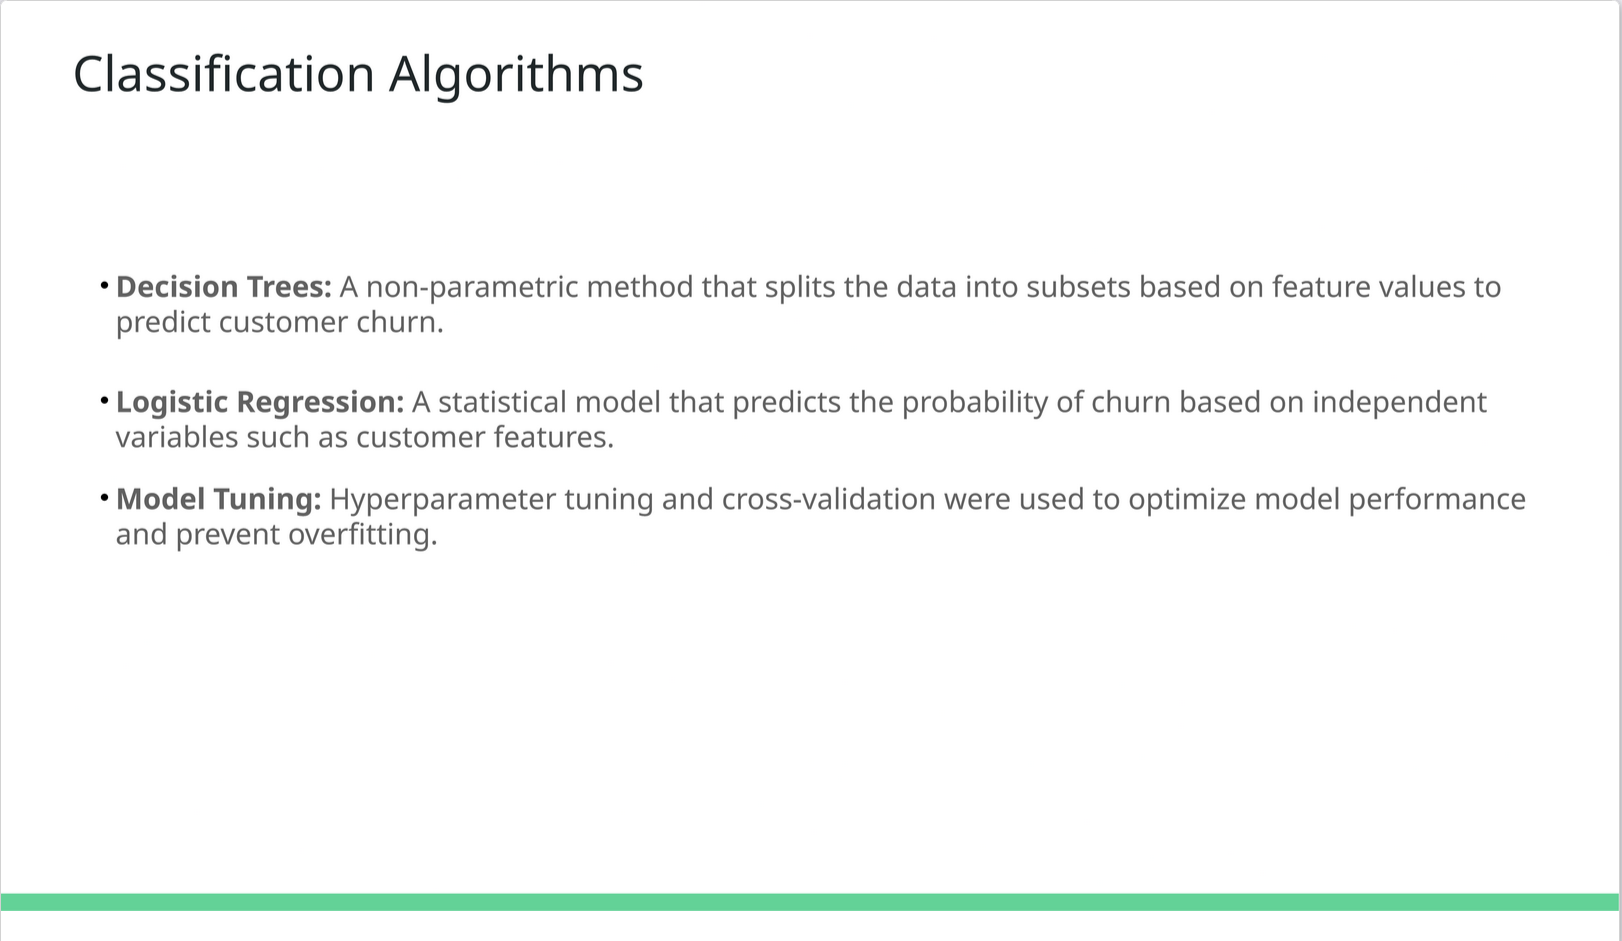 Classification Algorithms
• Decision Trees: A non-parametric method that splits the data into subsets based on feature values to
predict customer churn.
• Logistic Regression: A statistical model that predicts the probability of churn based on independent
variables such as customer features.
• Model Tuning: Hyperparameter tuning and cross-validation were used to optimize model performance
and prevent overfitting.